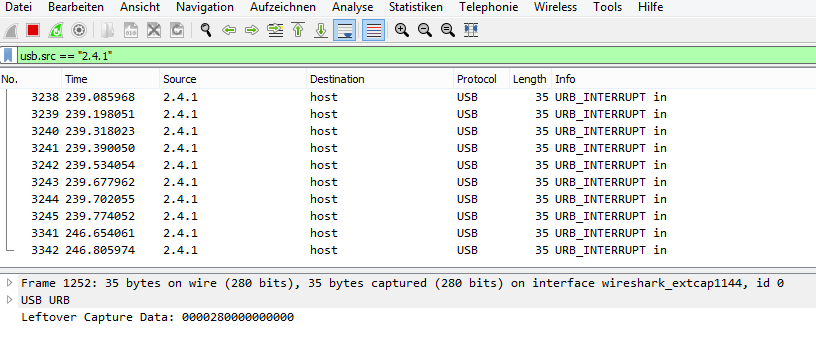 Datei Bearbeiten Ansicht Navigation Aufzeichnen Analyse Statistiken Telephonie Wireless Tools Hilfe
usb.src == "2.4.1"
No. Time Source Destination Protocol Length Info
3238 239.085968 2.4.1 host USB 35 URB_INTERRUPT in
3239 239.198051 2.4.1 host USB 35 URB_INTERRUPT in
3240 239.318023 2.4.1 host USB 35 URB_INTERRUPT in
3241 239.390050 2.4.1 host USB 35 URB_INTERRUPT in
3242 239.534054 2.4.1 host USB 35 URB_INTERRUPT in
3243 239.677962 2.4.1 host USB 35 URB_INTERRUPT in
3244 239.702055 2.4.1 host USB 35 URB_INTERRUPT in
3245 239.774052 2.4.1 host USB 35 URB_INTERRUPT in
3341 246.654061 2.4.1 host USB 35 URB_INTERRUPT in
3342 246.805974 2.4.1 host USB 35 URB_INTERRUPT in
Frame 1252: 35 bytes on wire (280 bits), 35 bytes captured (280 bits) on interface wireshark_extcap1144, id 0
USB URB
Leftover Capture Data: 0000280000000000